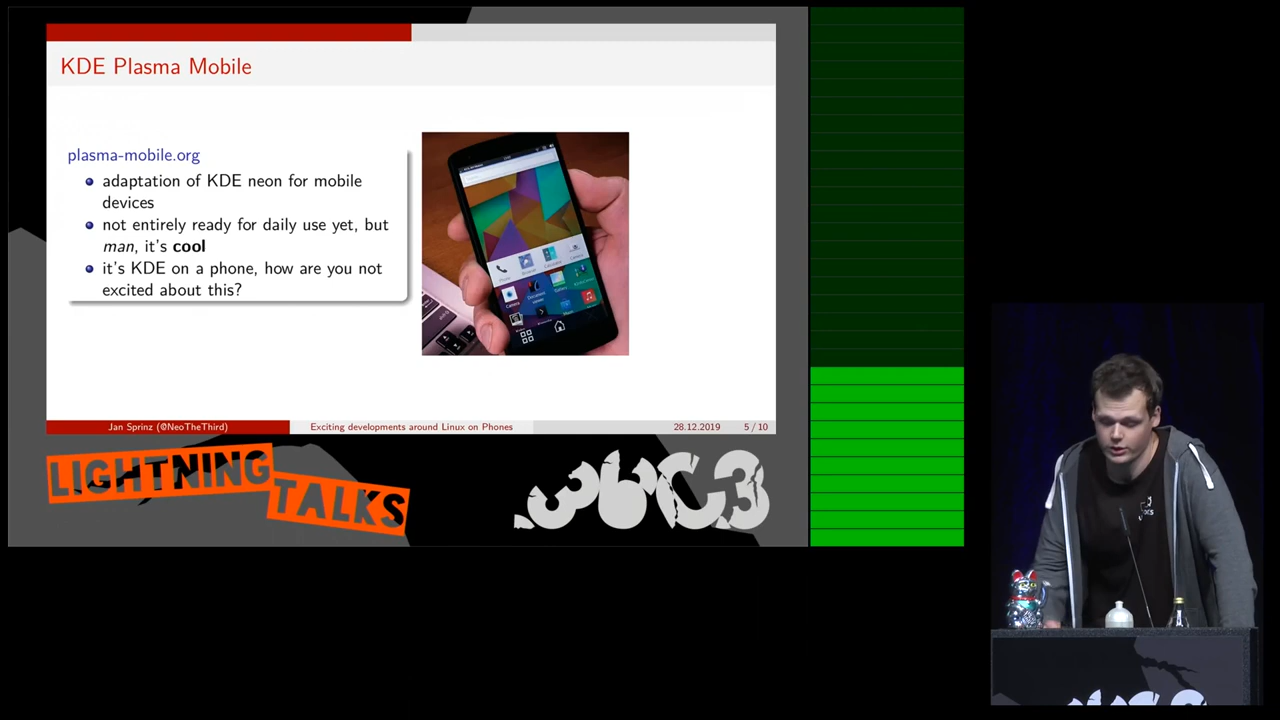 KDE Plasma Mobile
plasma-mobile.org
adaptation of KDE neon for mobile
devices
not entirely ready for daily use yet, but
man, it's cool
it's KDE on a phone, how are you not
excited about this?
Jan Sprinz (@NeoTheThird)
Exciting developments around Linux on Phones
28.12.2019
5 / 10
LIGHTNING
TALKS
36C3